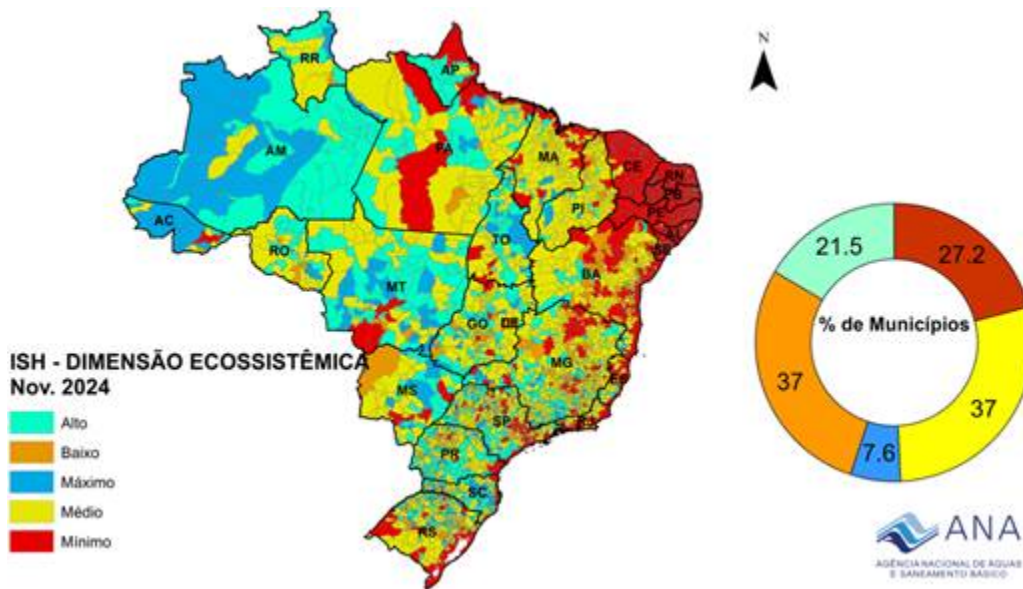 N
RR
AP
AM
PA
MA
CE
RN
PB
PE
PI
AC
TO
SE
RO
BA
MT
GO
DF
MG
MS
ES
SP
RJ
PR
SC
RS
ISH - DIMENSÃO ECOSSISTÊMICA
Nov. 2024
Alto
Baixo
Máximo
Médio
Mínimo
21.5
27.2
% de Municípios
37
37
7.6
ANA
AGÊNCIA NACIONAL DE ÁGUAS
E SANEAMENTO BÁSICO